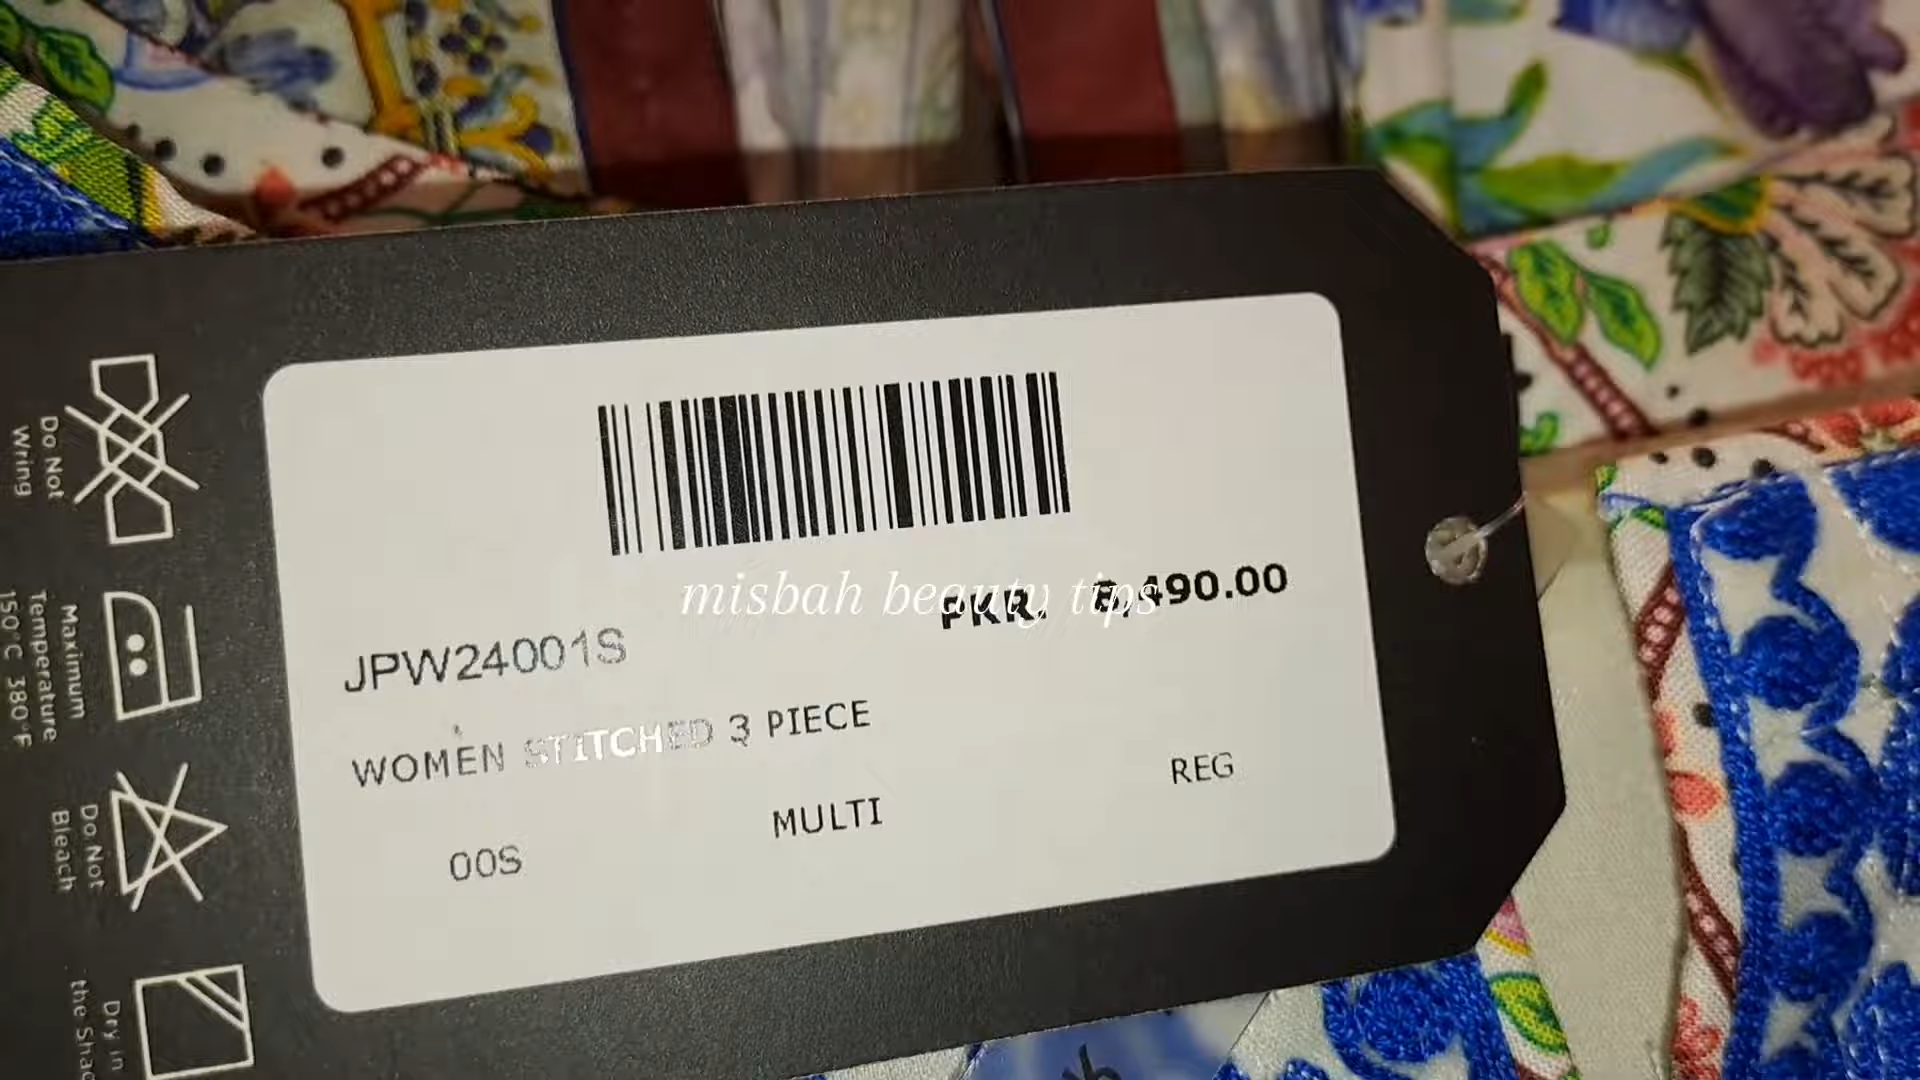 misbah beauty tips
PKR. 8,490.00
JPW24001S
WOMEN STITCHED 3 PIECE
00S MULTI REG
Do Not
Wring
Maximum
Temperature
150°C 380°F
Do Not
Bleach
Dry in
the Shad